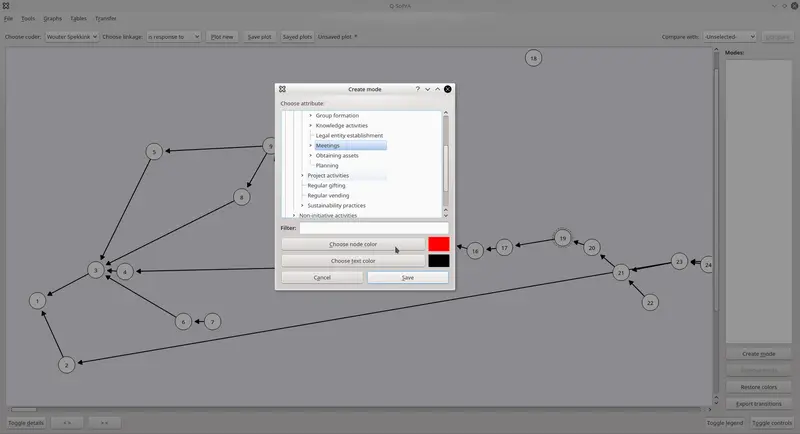 Q-SoPrA
File Tools Graphs Tables Transfer
Choose coder: Wouter Spekkink Choose linkage: is response to Plot new Save plot Sayed plots Unsaved plot. * Compare with: -Unselected-
Modes:
18
Create mode
Choose attribute:
Group formation
Knowledge activities
Legal entity establishment
Meetings
Obtaining assets
Planning
Project activities
Regular gifting
Regular vending
Sustainability practices
Non-initiative activities
Filter:
Choose node color
Choose text color
Cancel Save
5 9
8
3 4
1
6 7
2
16 17 19 20
21 23 24
22
Create mode
Restore colors
Export transitions
Toggle details << >> Toggle legend Toggle controls